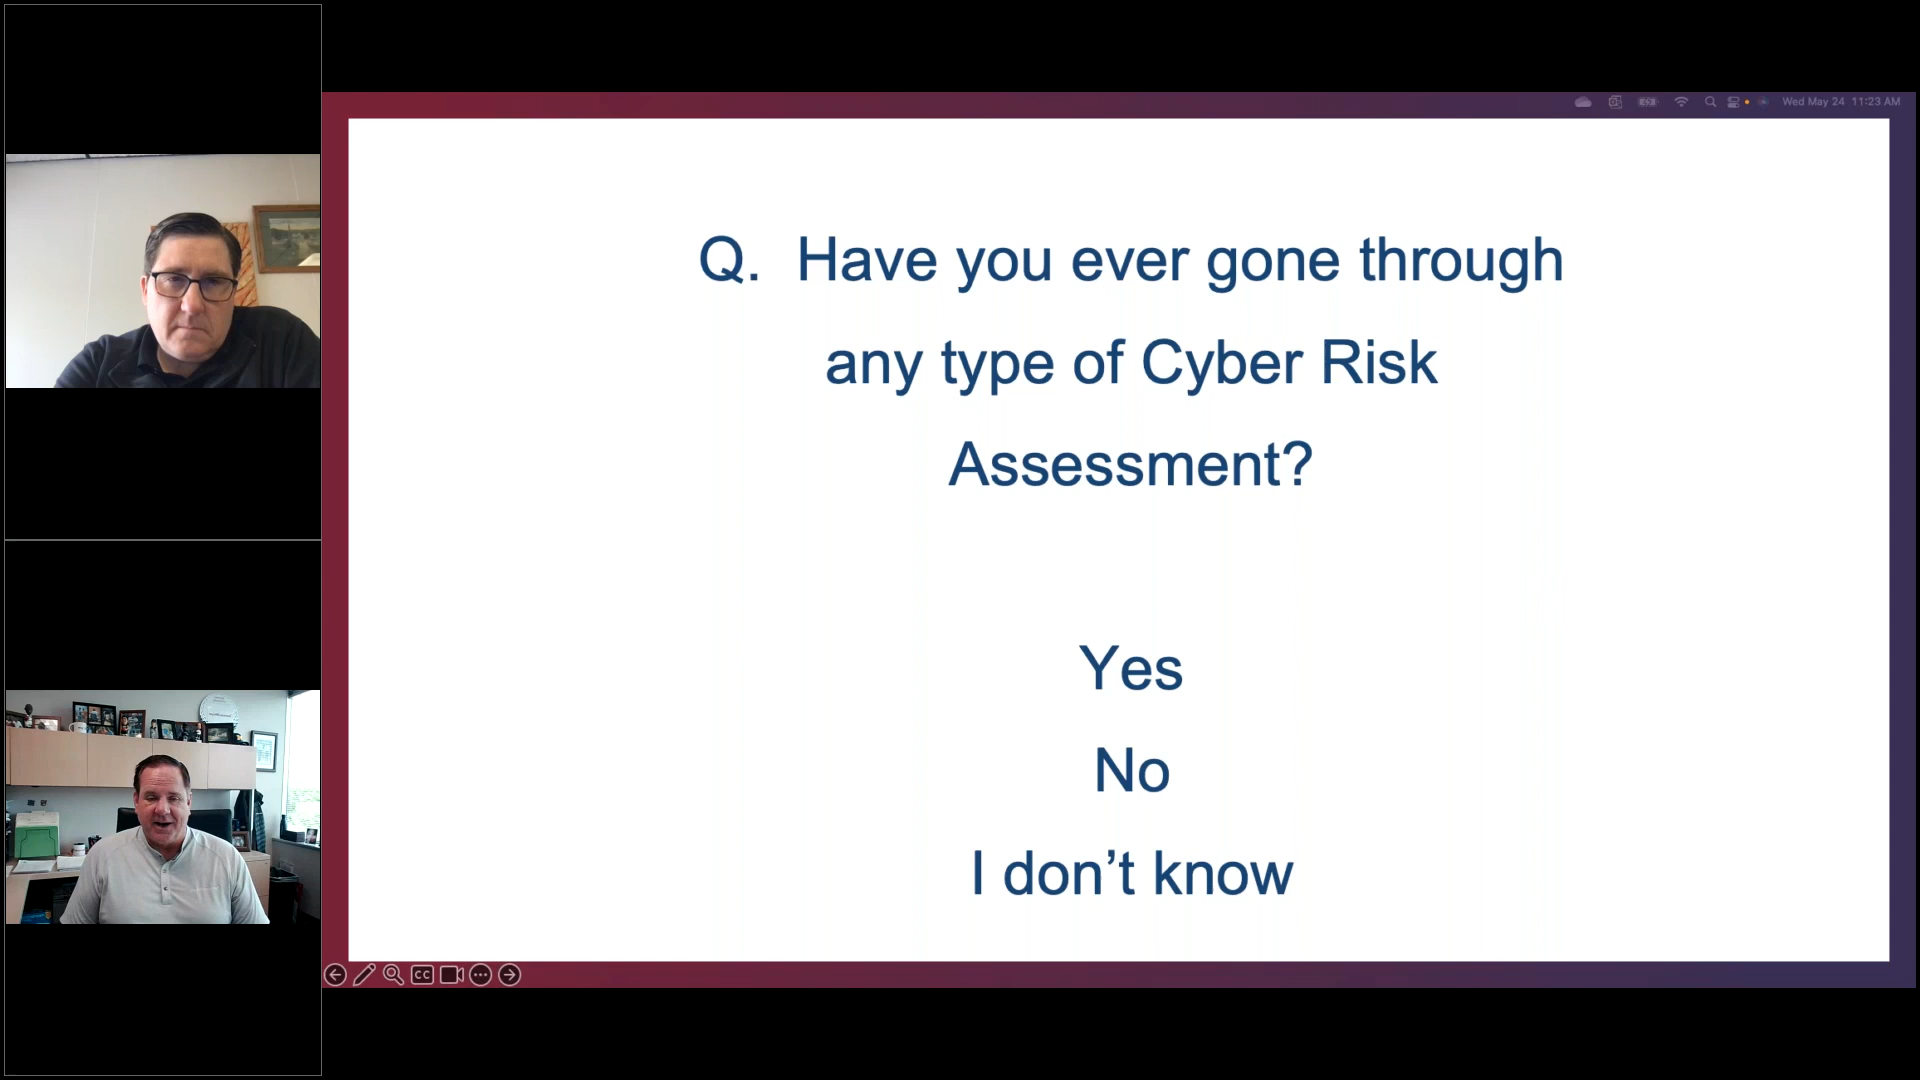 Wed May 24 11:23 AM
Q. Have you ever gone through
any type of Cyber Risk
Assessment?
Yes
No
I don’t know
CC